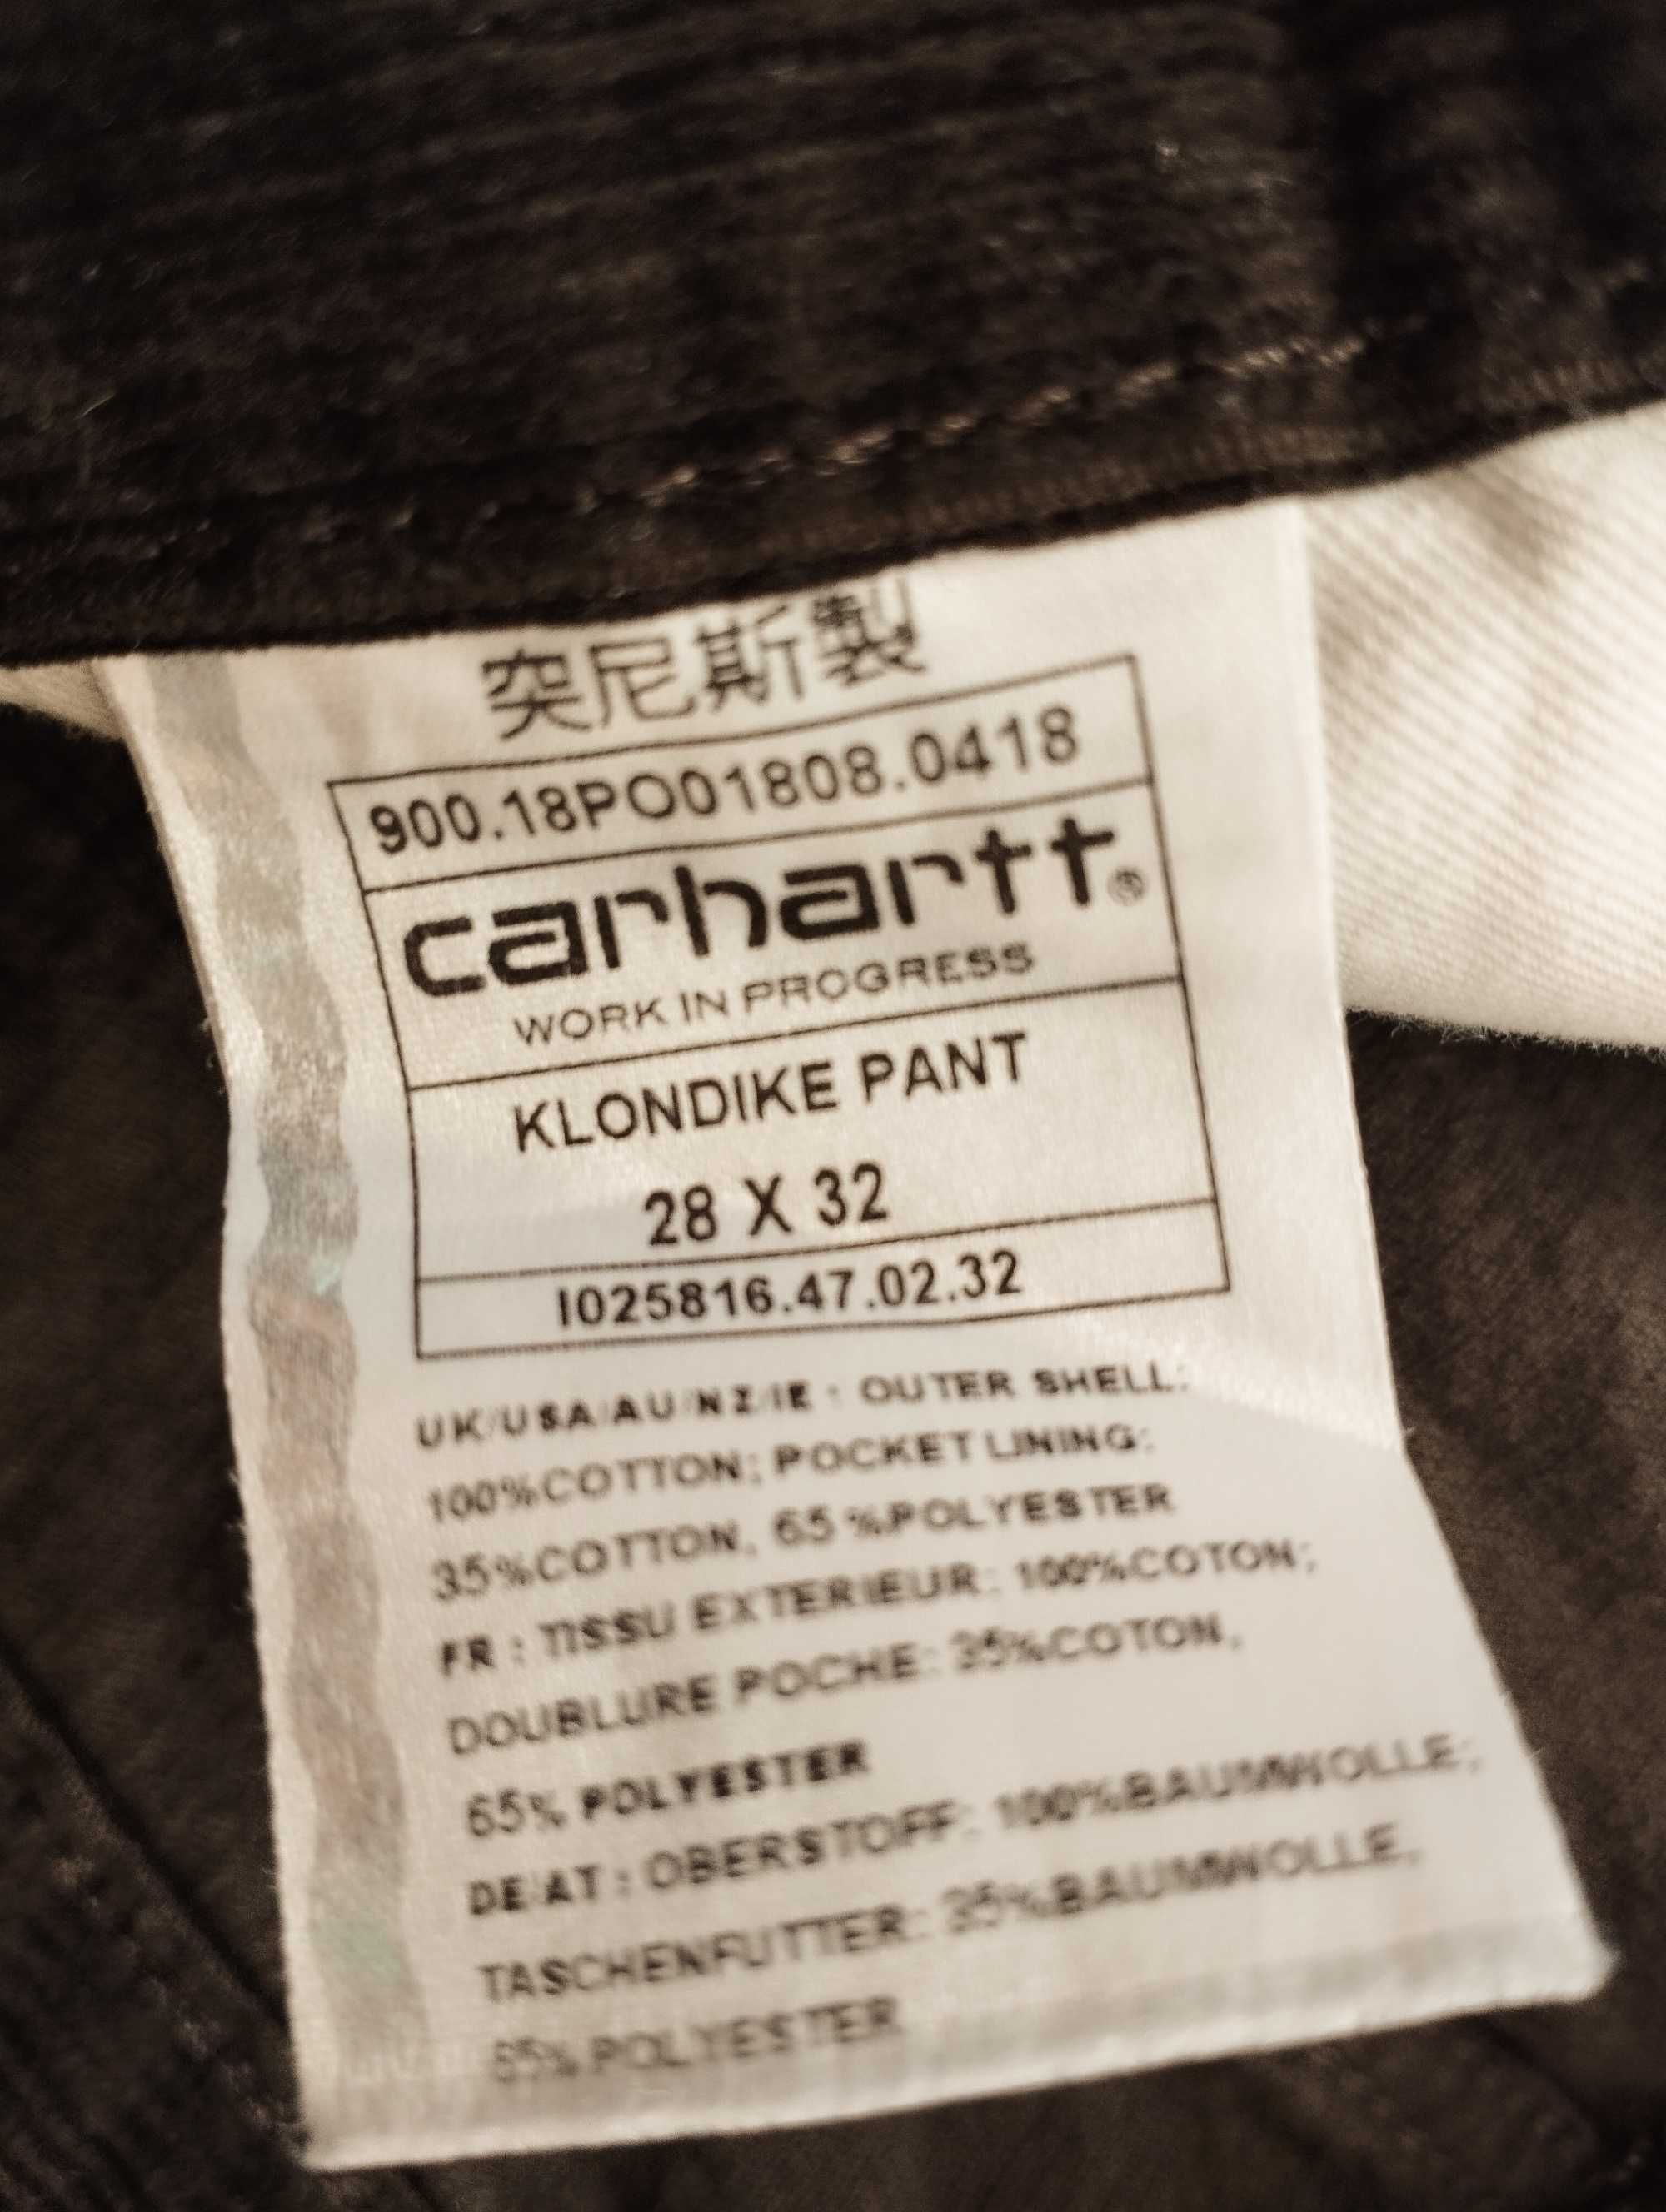 突尼斯製
900.18PO01808.0418
carhartt®
WORK IN PROGRESS
KLONDIKE PANT
28 X 32
I025816.47.02.32
UK/USA/AU/NZ/IE : OUTER SHELL:
100%COTTON; POCKET LINING:
35%COTTON, 65%POLYESTER
FR : TISSU EXTERIEUR: 100%COTON;
DOUBLURE POCHE: 35%COTON,
65% POLYESTER
DE/AT : OBERSTOFF: 100%BAUMWOLLE;
TASCHENFUTTER: 35%BAUMWOLLE,
65%POLYESTER